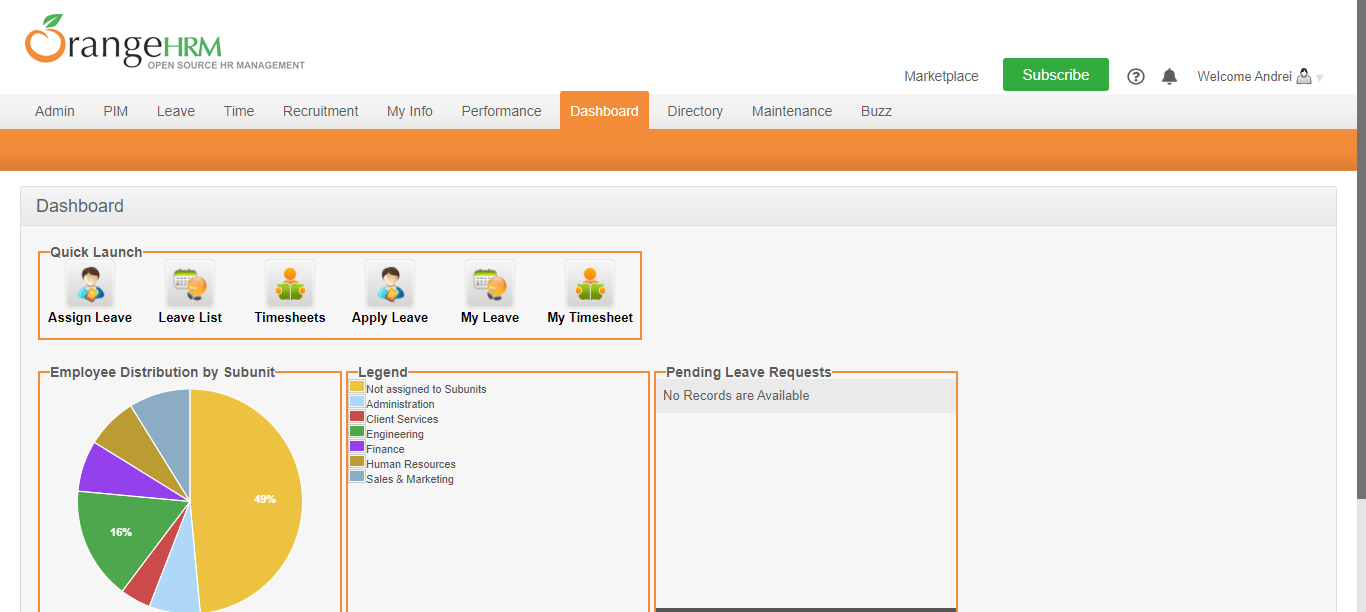 OrangeHRM
OPEN SOURCE HR MANAGEMENT
Marketplace Subscribe ? Welcome Andrei
Admin PIM Leave Time Recruitment My Info Performance Dashboard Directory Maintenance Buzz
Dashboard
Quick Launch
Assign Leave Leave List Timesheets Apply Leave My Leave My Timesheet
Employee Distribution by Subunit
49%
16%
Legend
Not assigned to Subunits
Administration
Client Services
Engineering
Finance
Human Resources
Sales & Marketing
Pending Leave Requests
No Records are Available